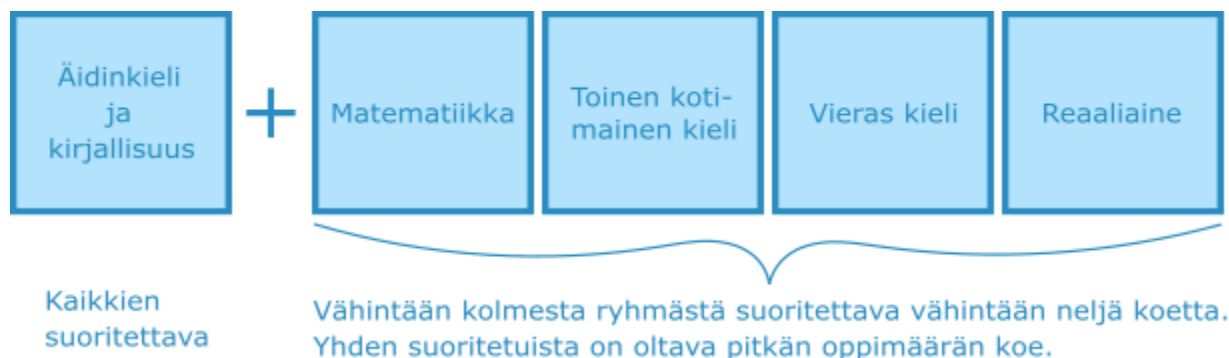 Äidinkieli
ja
kirjallisuus
+
Matematiikka
Toinen koti-
mainen kieli
Vieras kieli
Reaaliaine
Kaikkien
suoritettava
Vähintään kolmesta ryhmästä suoritettava vähintään neljä koetta.
Yhden suoritetuista on oltava pitkän oppimäärän koe.